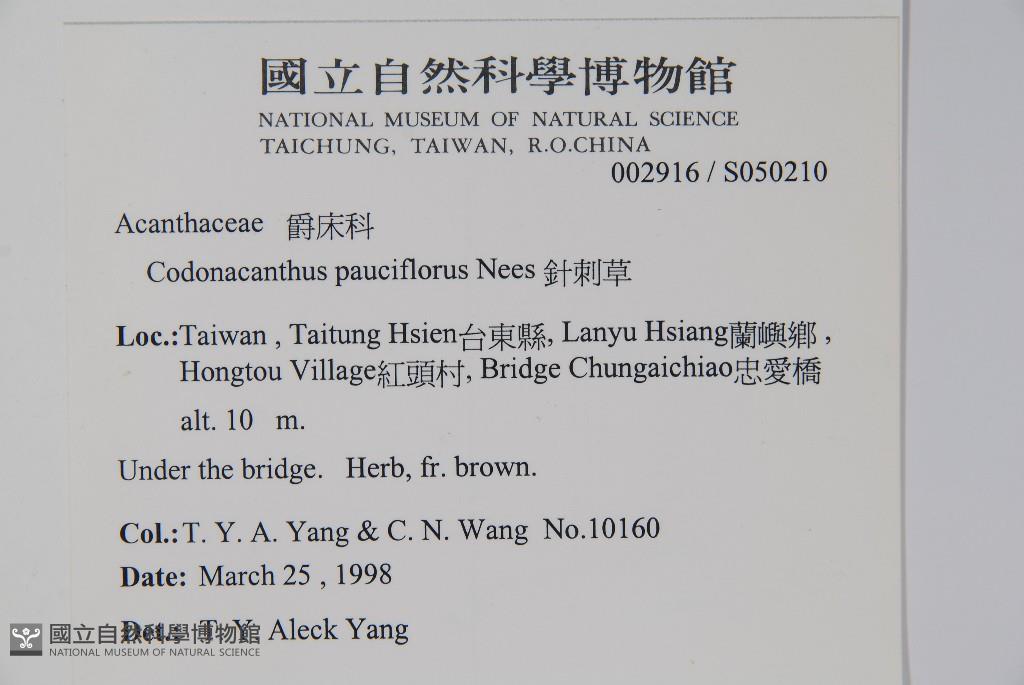 國立自然科學博物館
NATIONAL MUSEUM OF NATURAL SCIENCE
TAICHUNG, TAIWAN, R.O.CHINA
002916 / S050210
Acanthaceae 爵床科
Codonacanthus pauciflorus Nees 針刺草
Loc.:Taiwan , Taitung Hsien台東縣, Lanyu Hsiang蘭嶼鄉 ,
Hongtou Village紅頭村, Bridge Chungaichiao忠愛橋
alt. 10 m.
Under the bridge. Herb, fr. brown.
Col.:T. Y. A. Yang & C. N. Wang No.10160
Date: March 25 , 1998
Det.: T. Y. Aleck Yang
國立自然科學博物館
NATIONAL MUSEUM OF NATURAL SCIENCE